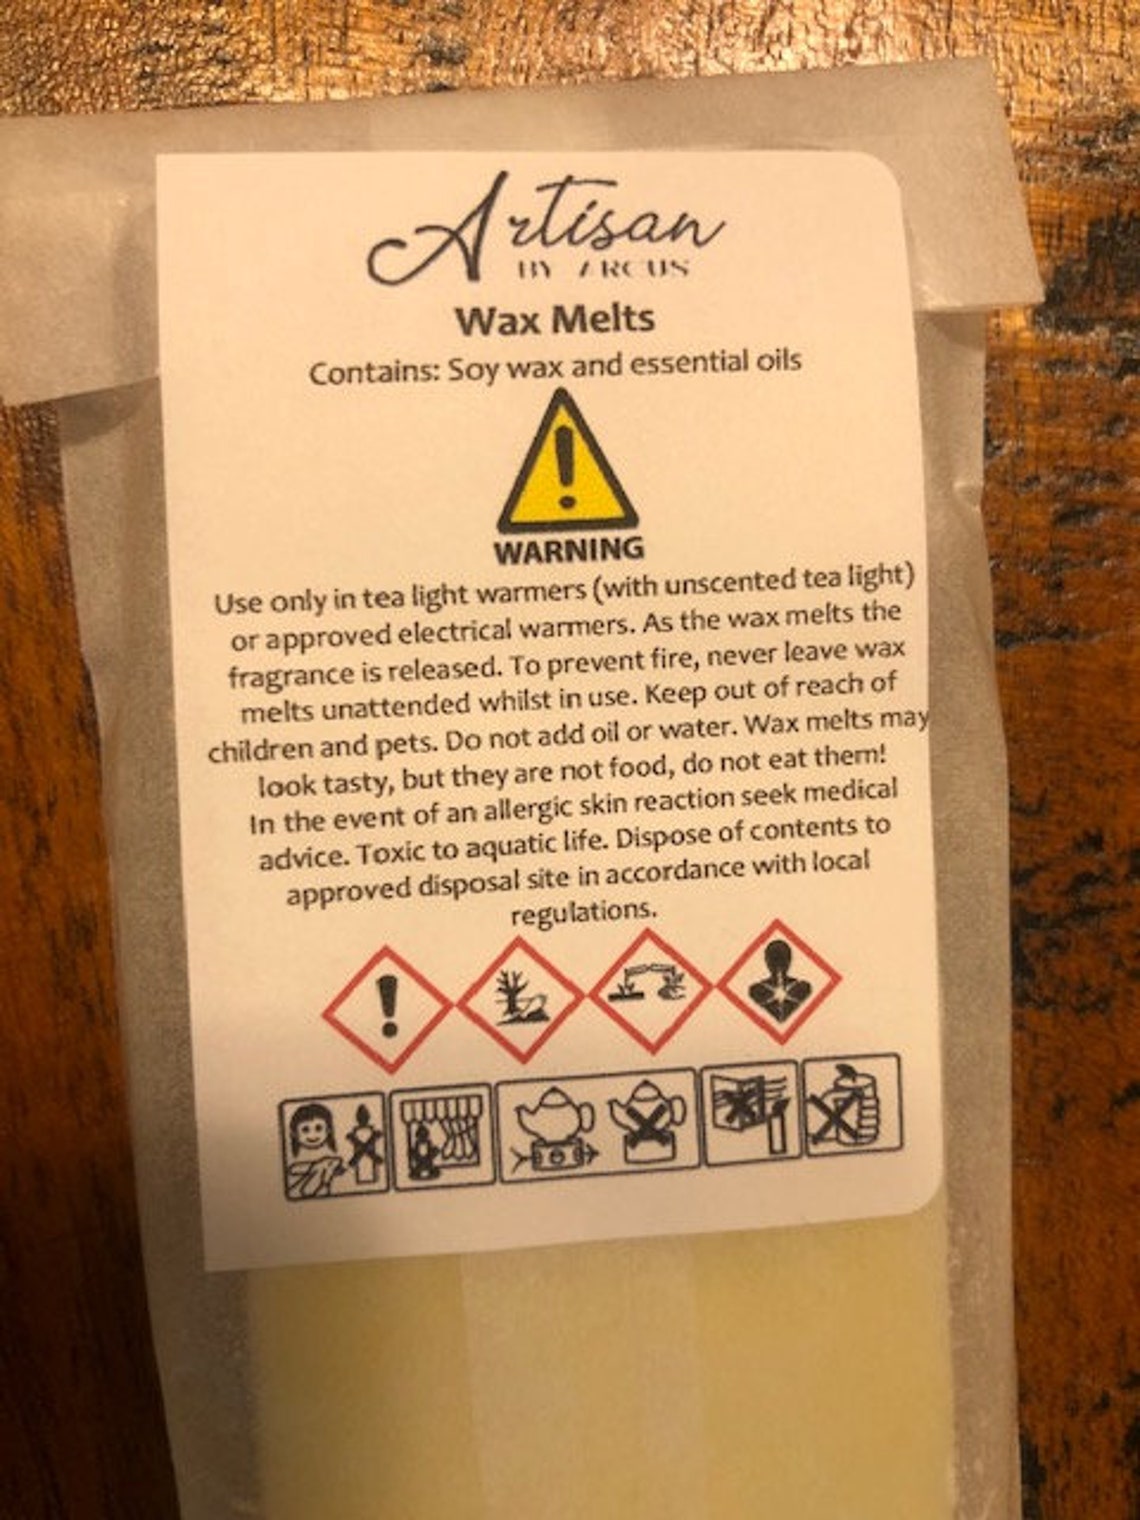 Artisan
BY ARCUS
Wax Melts
Contains: Soy wax and essential oils
WARNING
Use only in tea light warmers (with unscented tea light)
or approved electrical warmers. As the wax melts the
fragrance is released. To prevent fire, never leave wax
melts unattended whilst in use. Keep out of reach of
children and pets. Do not add oil or water. Wax melts may
look tasty, but they are not food, do not eat them!
In the event of an allergic skin reaction seek medical
advice. Toxic to aquatic life. Dispose of contents to
approved disposal site in accordance with local
regulations.